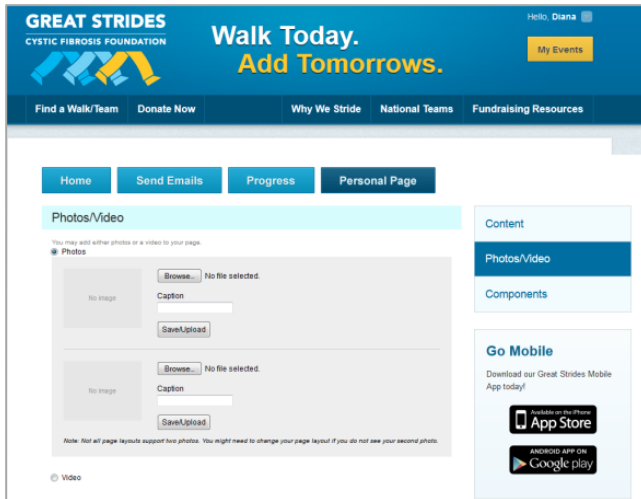 GREAT STRIDES
CYSTIC FIBROSIS FOUNDATION
Walk Today.
Add Tomorrows.
Hello, Diana
My Events
Find a Walk/Team Donate Now Why We Stride National Teams Fundraising Resources
Home Send Emails Progress Personal Page
Photos/Video
You may add either photos or a video to your page.
Photos
No image
Browse.. No file selected.
Caption
Save/Upload
No image
Browse.. No file selected.
Caption
Save/Upload
Note: Not all page layouts support two photos. You might need to change your page layout if you do not see your second photo.
Video
Content
Photos/Video
Components
Go Mobile
Download our Great Strides Mobile
App today!
Available on the iPhone
App Store
ANDROID APP ON
Google play